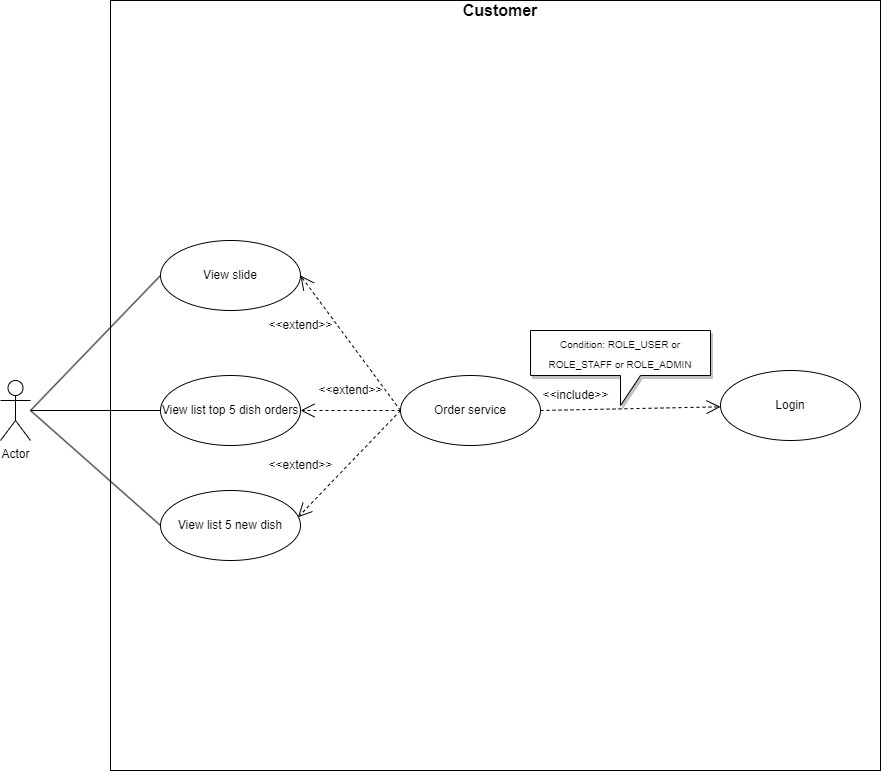 Customer
View slide
<<extend>>
Condition: ROLE_USER or
ROLE_STAFF or ROLE_ADMIN
<<extend>>
<<include>>
View list top 5 dish orders
Order service
Login
Actor
<<extend>>
View list 5 new dish